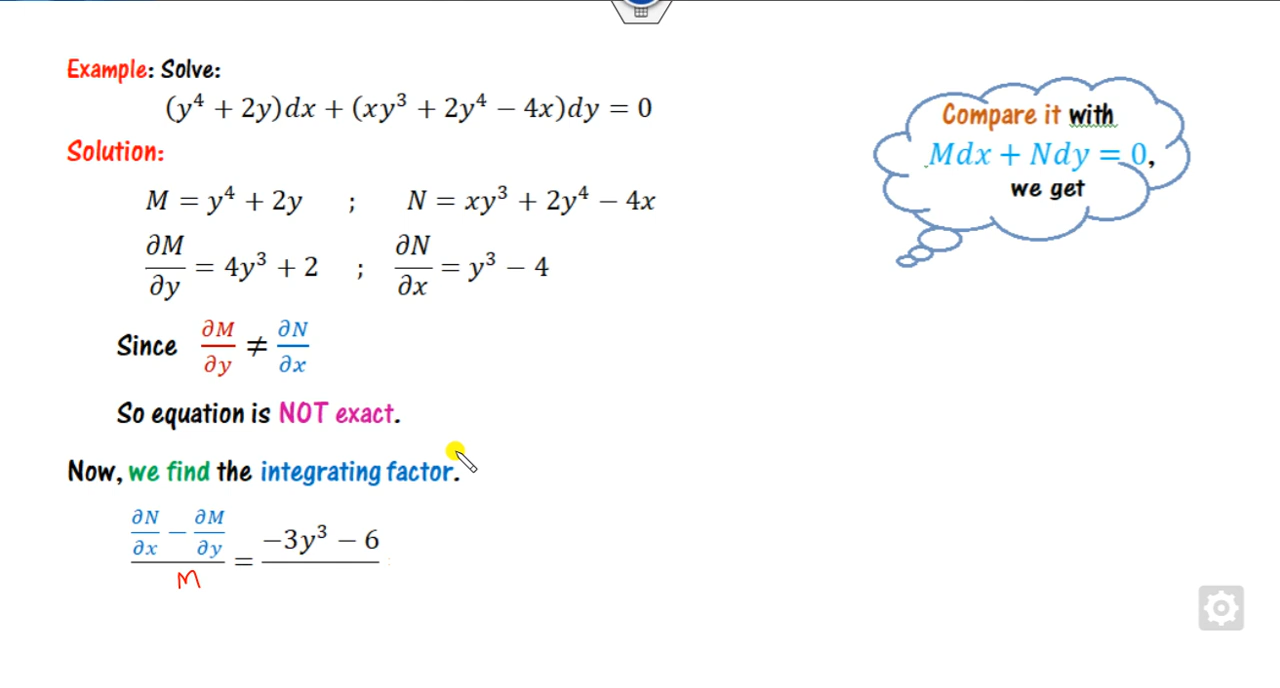 Example: Solve:
(y⁴ + 2y)dx + (xy³ + 2y⁴ − 4x)dy = 0
Solution:
M = y⁴ + 2y ; N = xy³ + 2y⁴ − 4x
∂M/∂y = 4y³ + 2 ; ∂N/∂x = y³ − 4
Since ∂M/∂y ≠ ∂N/∂x
So equation is NOT exact.
Now, we find the integrating factor.
(∂N/∂x − ∂M/∂y)/M = −3y³ − 6
Compare it with
Mdx + Ndy = 0,
we get